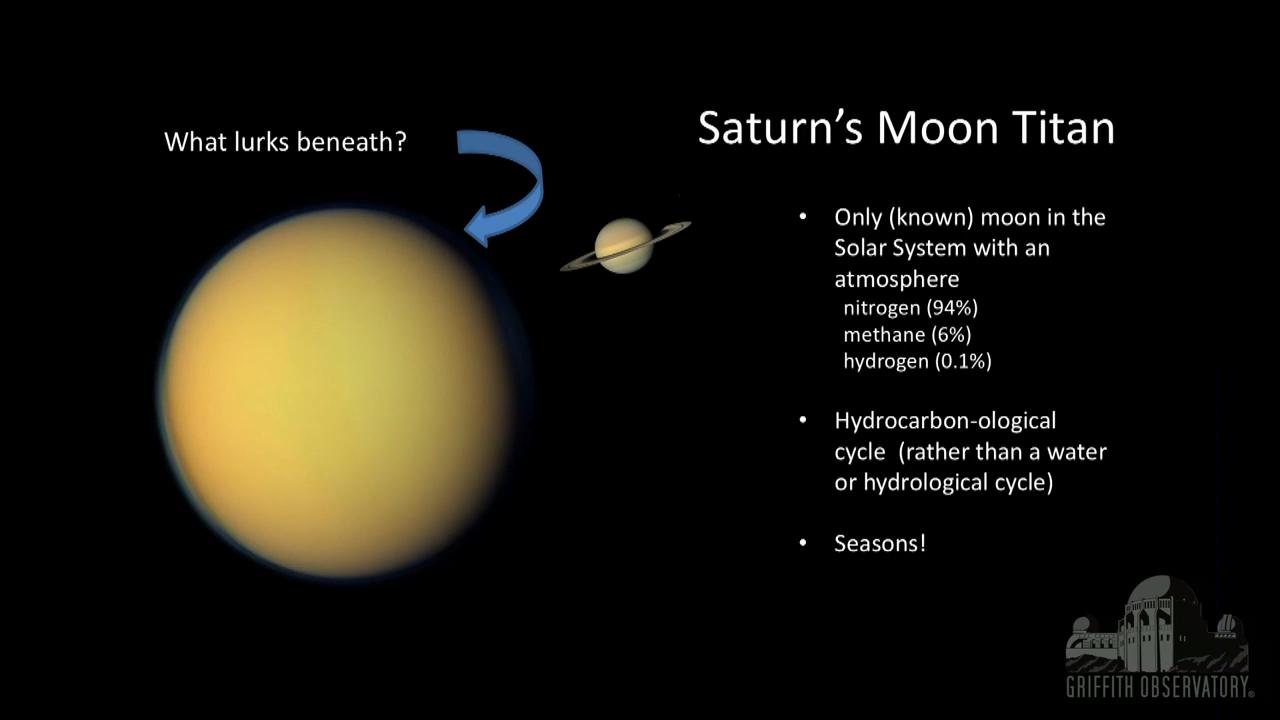 What lurks beneath?
Saturn’s Moon Titan
• Only (known) moon in the
Solar System with an
atmosphere
nitrogen (94%)
methane (6%)
hydrogen (0.1%)
• Hydrocarbon-ological
cycle (rather than a water
or hydrological cycle)
• Seasons!
GRIFFITH OBSERVATORY®